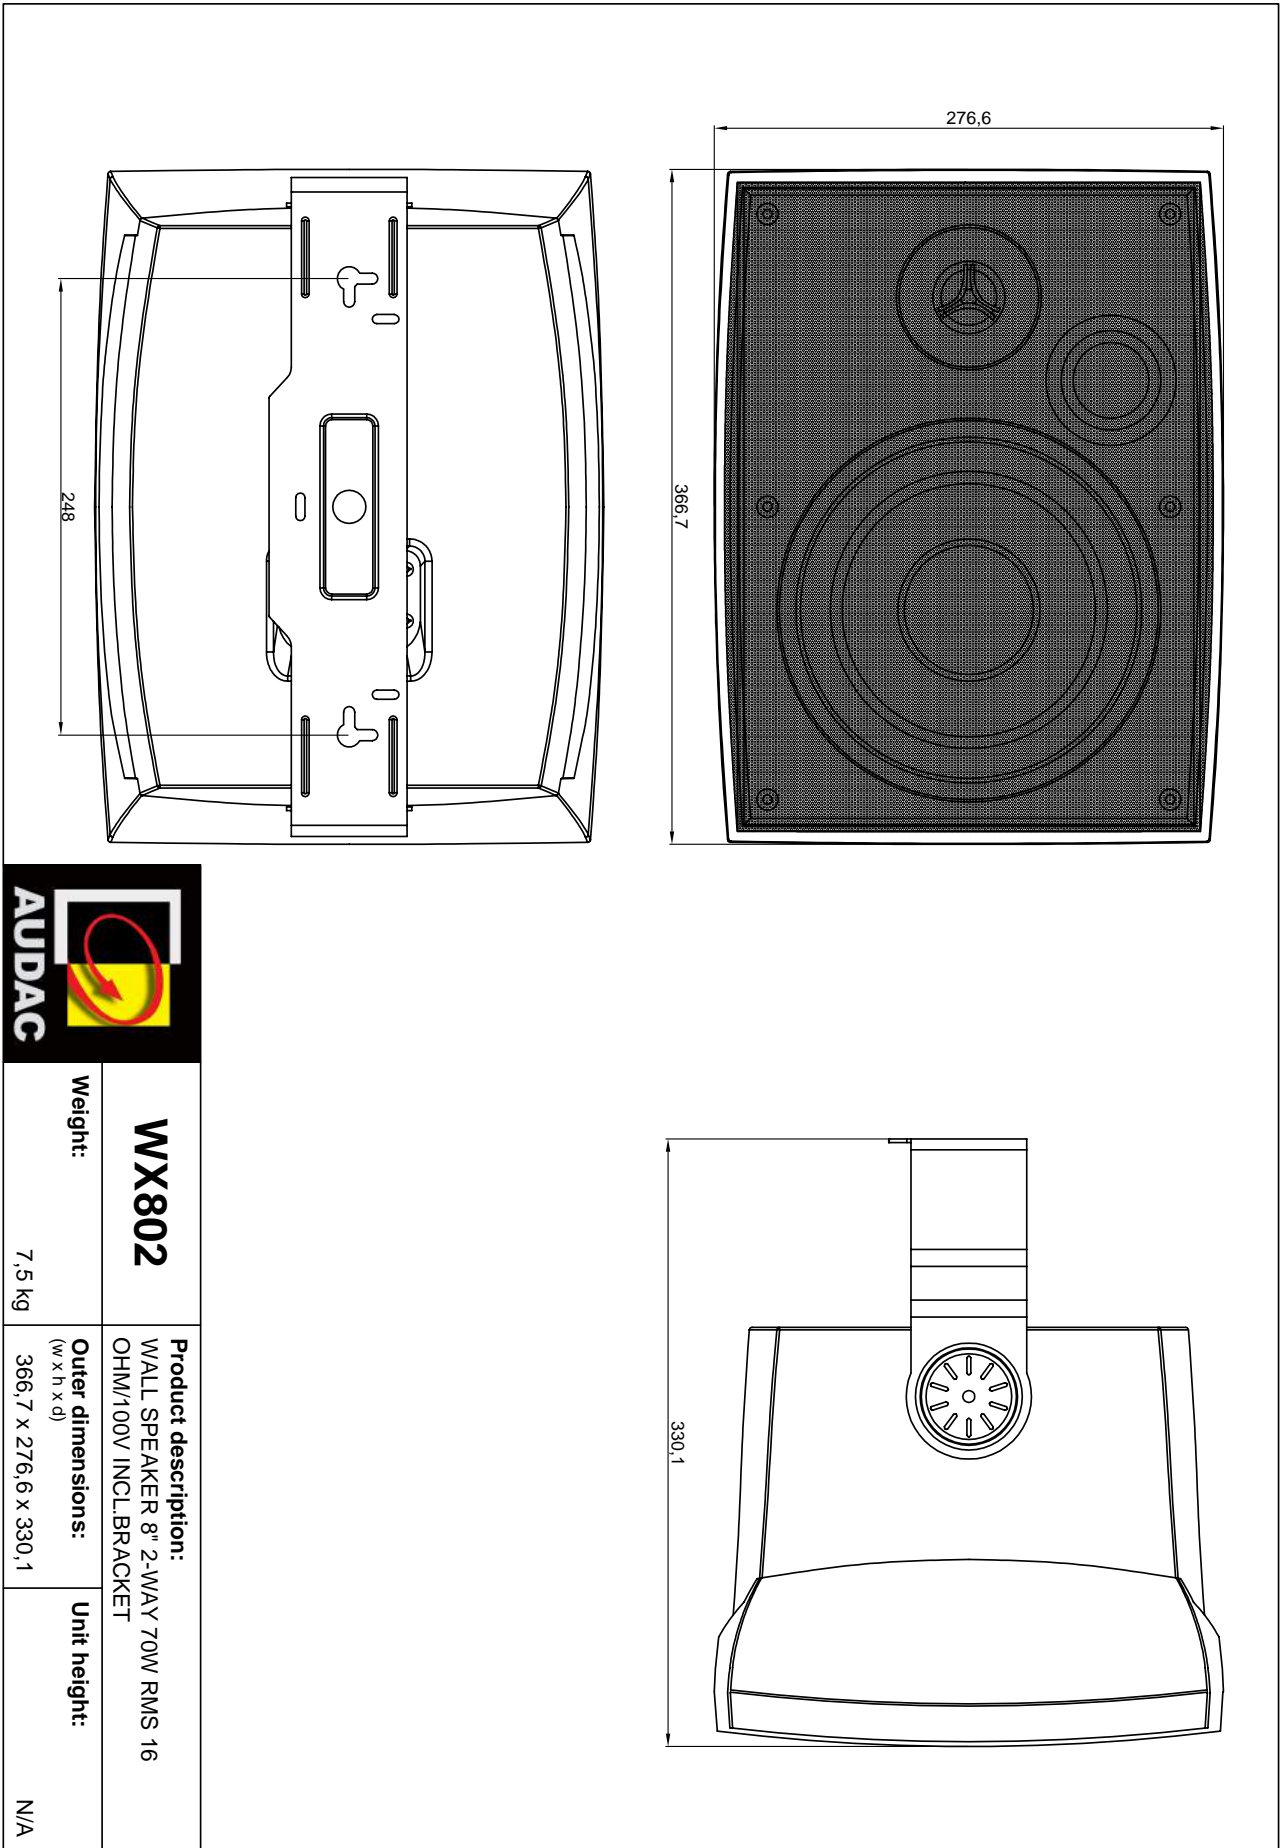 276,6
366,7
248
330,1
AUDAC
WX802
Product description:
WALL SPEAKER 8" 2-WAY 70W RMS 16
OHM/100V INCL.BRACKET
Weight:
7,5 kg
Outer dimensions:
(w x h x d)
366,7 x 276,6 x 330,1
Unit height:
N/A